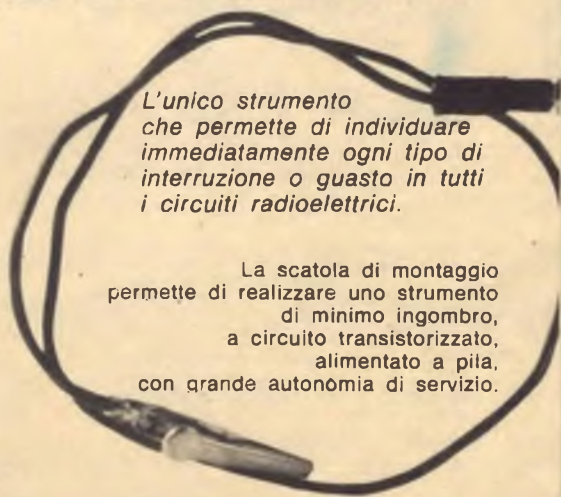 L'unico strumento
che permette di individuare
immediatamente ogni tipo di
interruzione o guasto in tutti
i circuiti radioelettrici.
La scatola di montaggio
permette di realizzare uno strumento
di minimo ingombro,
a circuito transistorizzato,
alimentato a pila,
con grande autonomia di servizio.